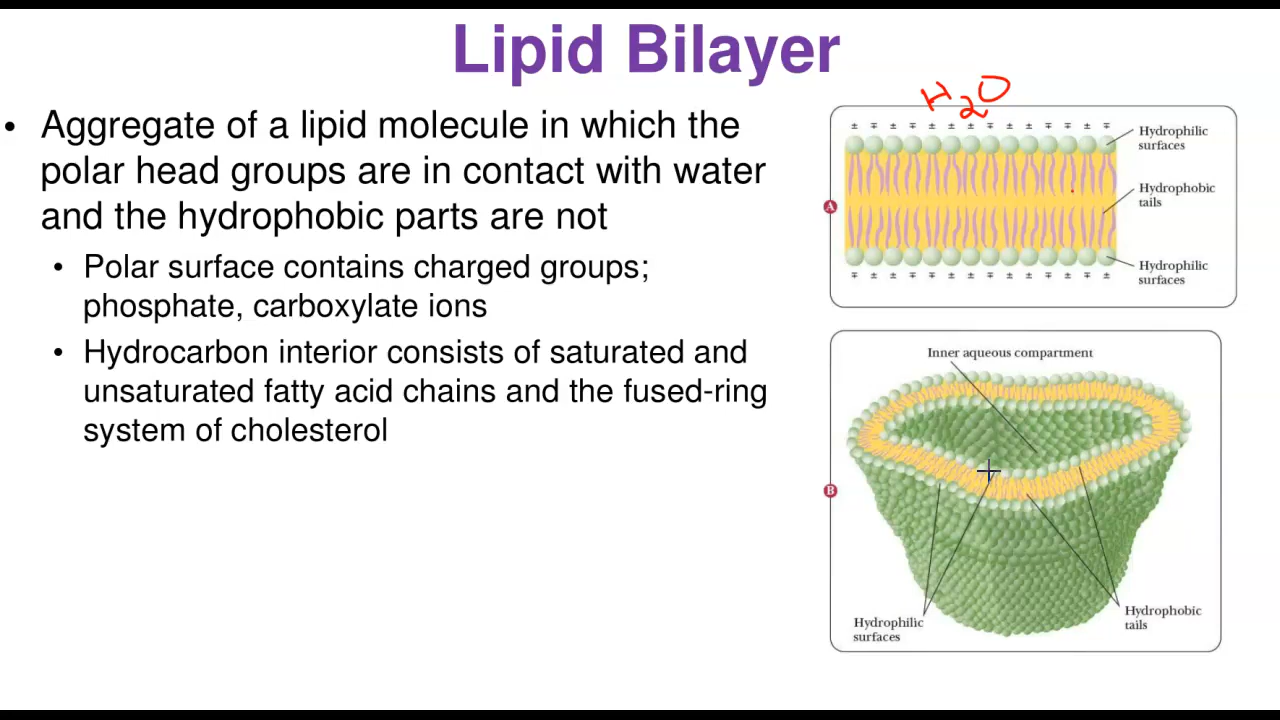 Lipid Bilayer
• Aggregate of a lipid molecule in which the
polar head groups are in contact with water
and the hydrophobic parts are not
• Polar surface contains charged groups;
phosphate, carboxylate ions
• Hydrocarbon interior consists of saturated and
unsaturated fatty acid chains and the fused-ring
system of cholesterol
H2O
± ∓ ± ∓ ± ± ± ∓ ± ± ∓ ± ± ∓
Hydrophilic
surfaces
Hydrophobic
tails
A
Hydrophilic
surfaces
∓ ± ± ∓ ± ± ± ∓ ± ± ∓ ± ∓ ±
Inner aqueous compartment
B
Hydrophilic
surfaces
Hydrophobic
tails